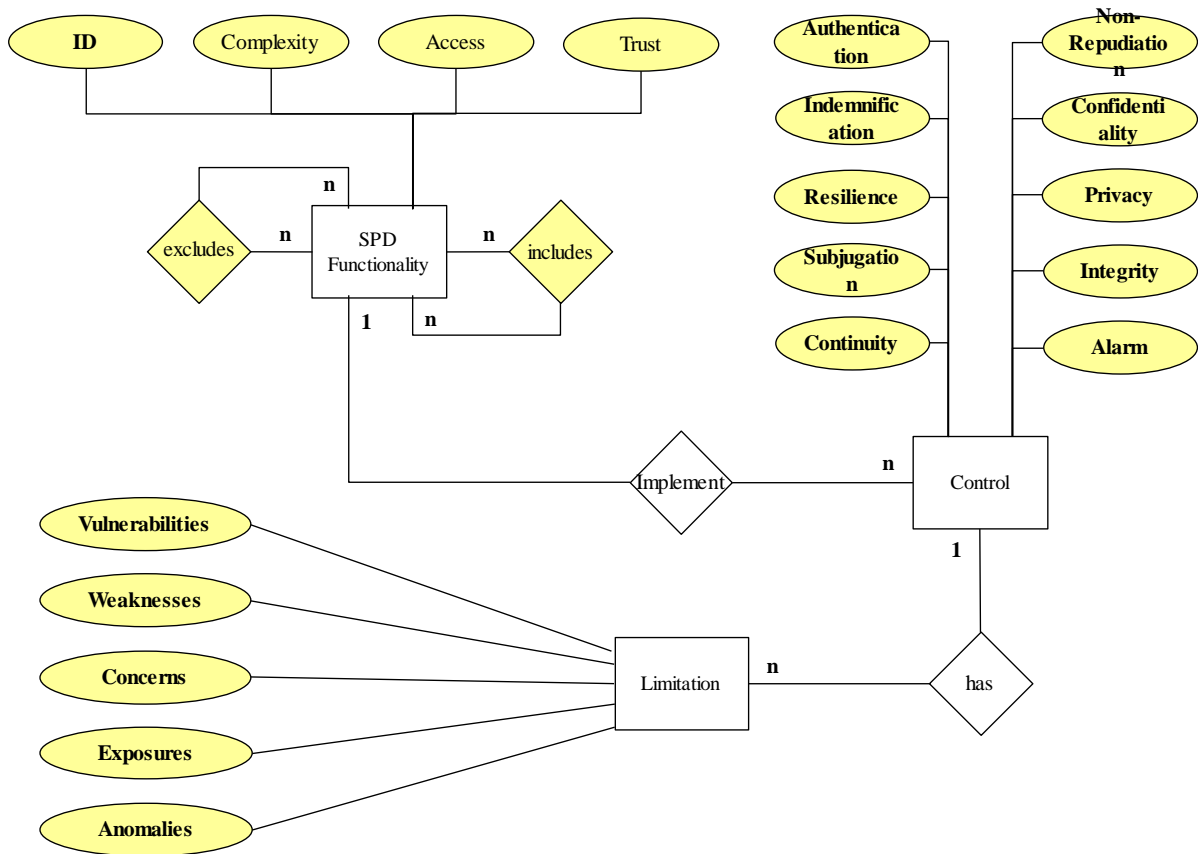 ID
Complexity
Access
Trust
Authentica
tion
Non-
Repudiatio
n
Indemnific
ation
Confidenti
ality
Resilience
Privacy
Subjugatio
n
Integrity
Continuity
Alarm
n
excludes
n
SPD
Functionality
n
includes
n
1
Implement
n
Control
1
Vulnerabilities
Weaknesses
Concerns
Exposures
Anomalies
Limitation
n
has